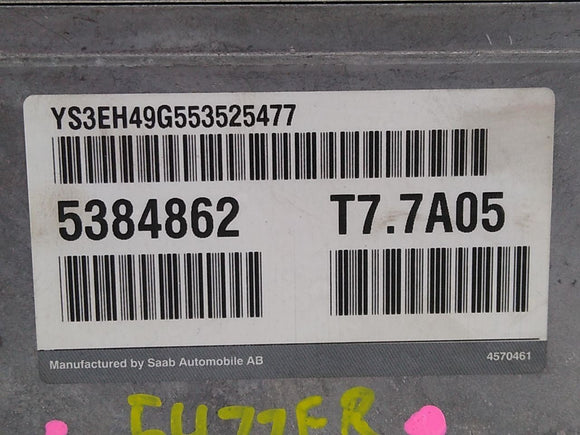 YS3EH49G553525477
5384862 T7.7A05
Manufactured by Saab Automobile AB 4570461